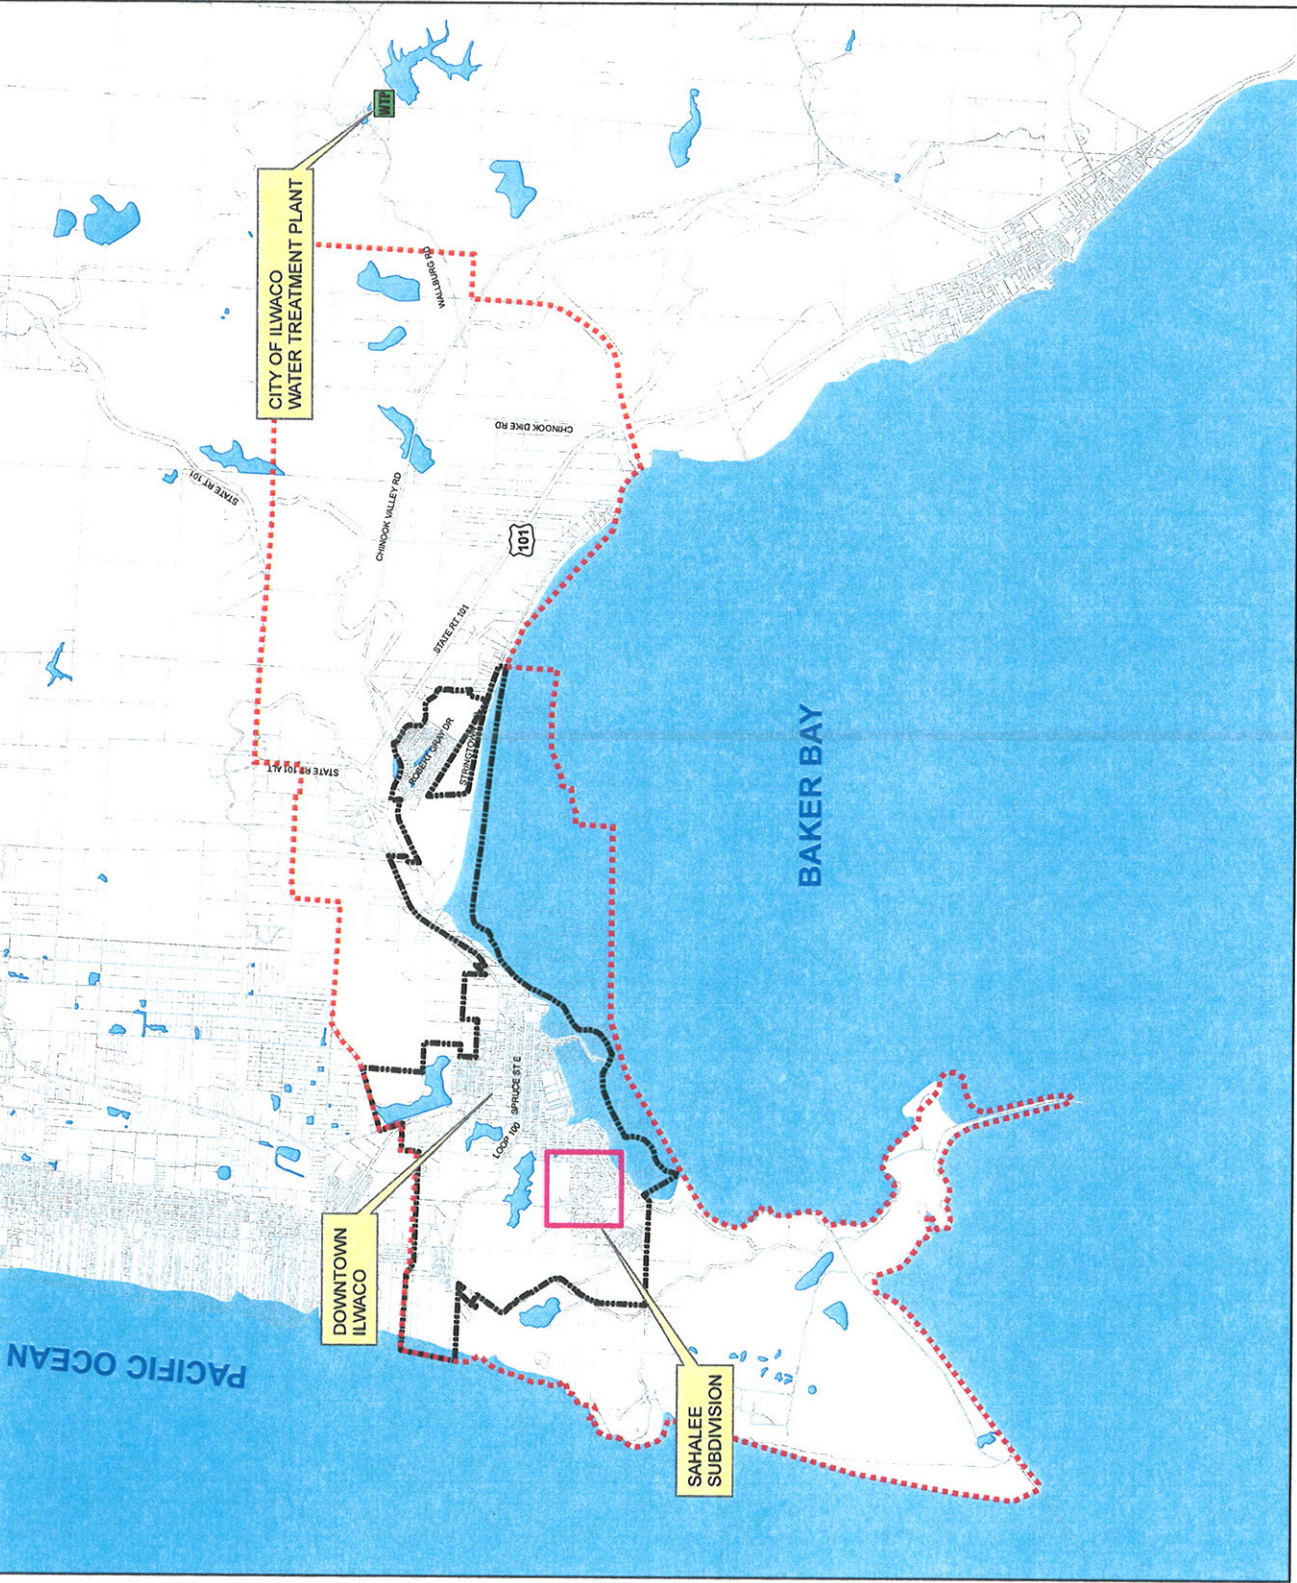 WTP
CITY OF ILWACO
WATER TREATMENT PLANT
WALLBURG RD
CHINOOK DIKE RD
STATE RT 101
CHINOOK VALLEY RD
101
STATE RT 101
STATE RT 101 ALT
ROBERT GRAY DR
STRINGTOWN
BAKER BAY
SPRUCE ST E
LOOP 100
DOWNTOWN
ILWACO
PACIFIC OCEAN
SAHALEE
SUBDIVISION